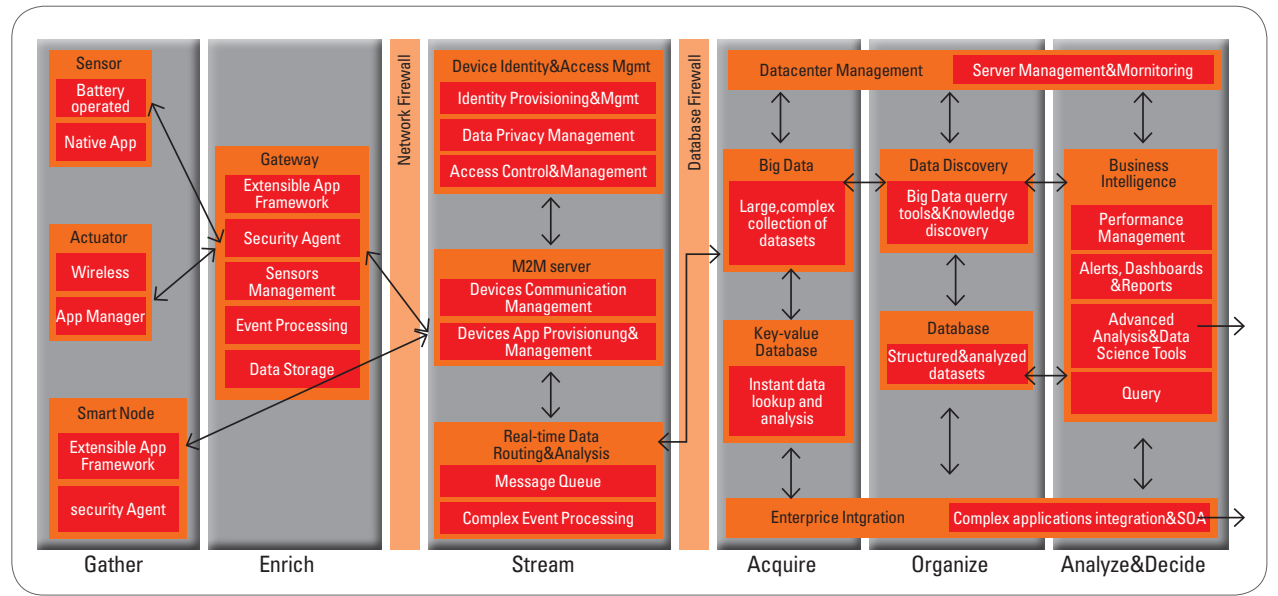 Sensor
Battery
operated
Native App
Actuator
Wireless
App Manager
Smart Node
Extensible App
Framework
security Agent
Gather
Gateway
Extensible App
Framework
Security Agent
Sensors
Management
Event Processing
Data Storage
Enrich
Network Firewall
Device Identity&Access Mgmt
Identity Provisioning&Mgmt
Data Privacy Management
Access Control&Management
M2M server
Devices Communication
Management
Devices App Provisionung&
Management
Real-time Data
Routing&Analysis
Message Queue
Complex Event Processing
Stream
Database Firewall
Datacenter Management
Server Management&Mornitoring
Big Data
Large,complex
collection of
datasets
Key-value
Database
Instant data
lookup and
analysis
Data Discovery
Big Data querry
tools&Knowledge
discovery
Database
Structured&analyzed
datasets
Business
Intelligence
Performance
Management
Alerts, Dashboards
&Reports
Advanced
Analysis&Data
Science Tools
Query
Enterprice Intgration
Complex applications integration&SOA
Acquire
Organize
Analyze&Decide